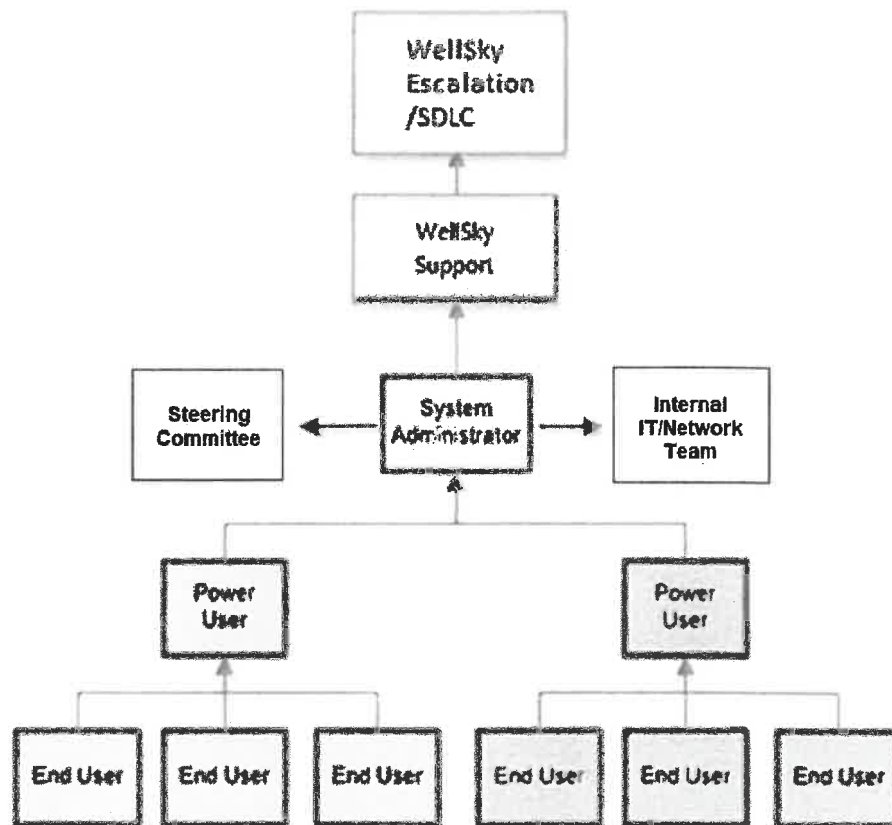 WellSky
Escalation
/SDLC
WellSky
Support
Steering
Committee
System
Administrator
Internal
IT/Network
Team
Power
User
Power
User
End User
End User
End User
End User
End User
End User